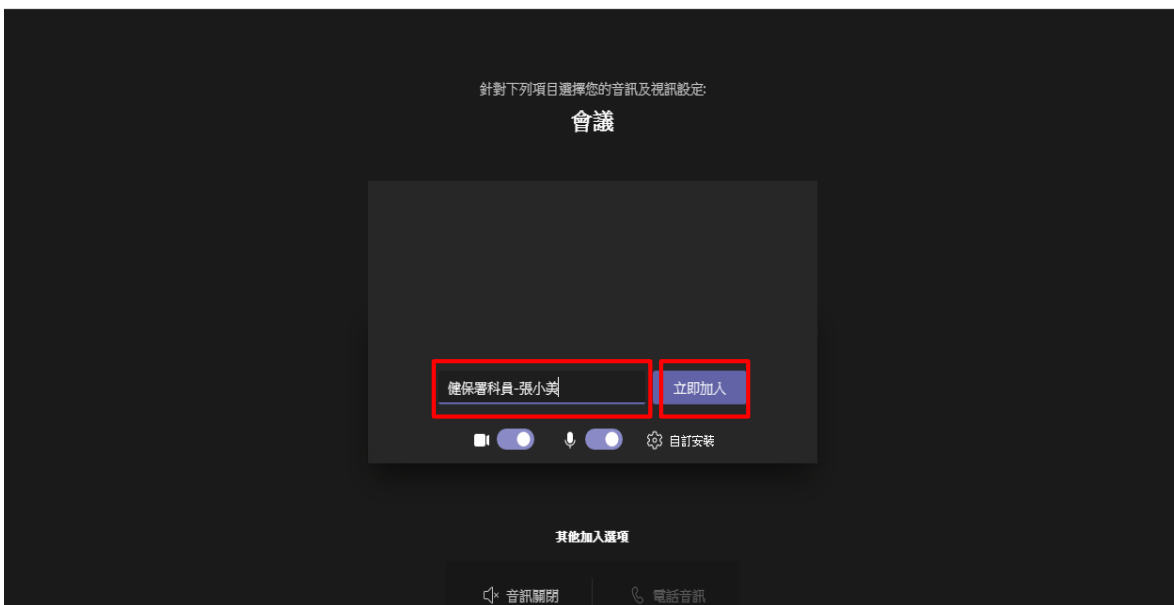 針對下列項目選擇您的音訊及視訊設定:
會議
健保署科員-張小美
立即加入
自訂安裝
其他加入選項
音訊關閉
電話音訊